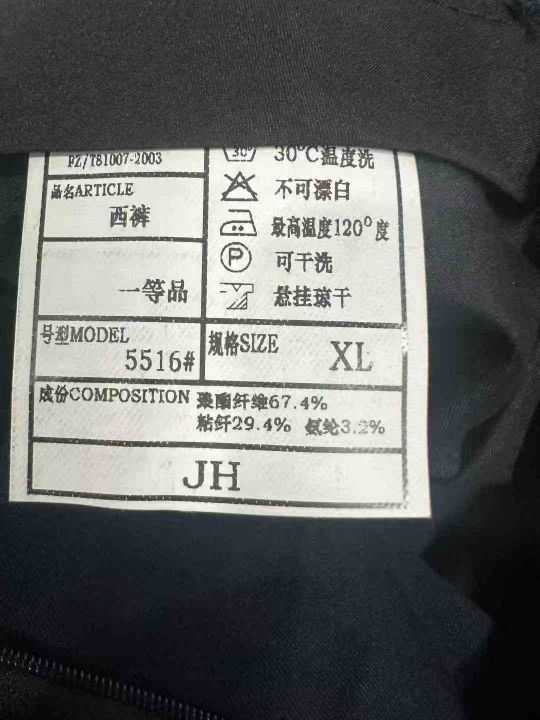 FZ/T81007-2003
30°C温度洗
品名ARTICLE
西裤
不可漂白
最高温度120°度
可干洗
一等品
悬挂琼干
号型MODEL
5516#
规格SIZE
XL
成份COMPOSITION 聚酯纤维67.4%
粘纤29.4% 氨纶3.2%
JH